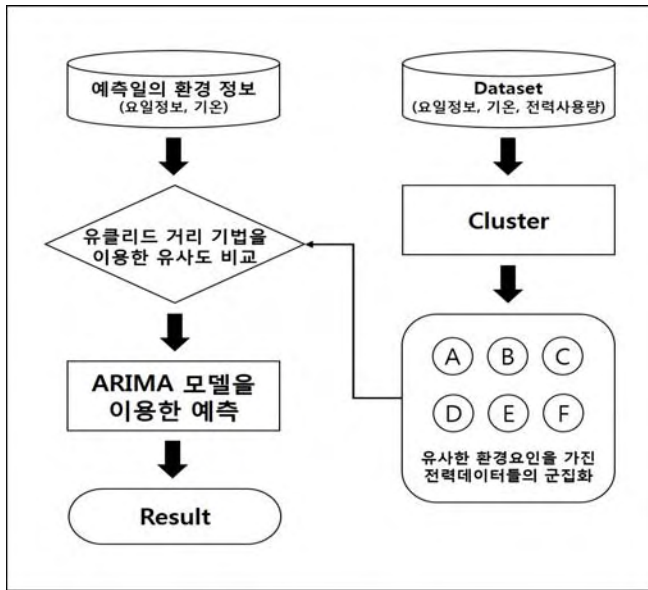 예측일의 환경 정보
(요일정보, 기온)
유클리드 거리 기법을
이용한 유사도 비교
ARIMA 모델을
이용한 예측
Result
Dataset
(요일정보, 기온, 전력사용량)
Cluster
A B C
D E F
유사한 환경요인을 가진
전력데이터들의 군집화